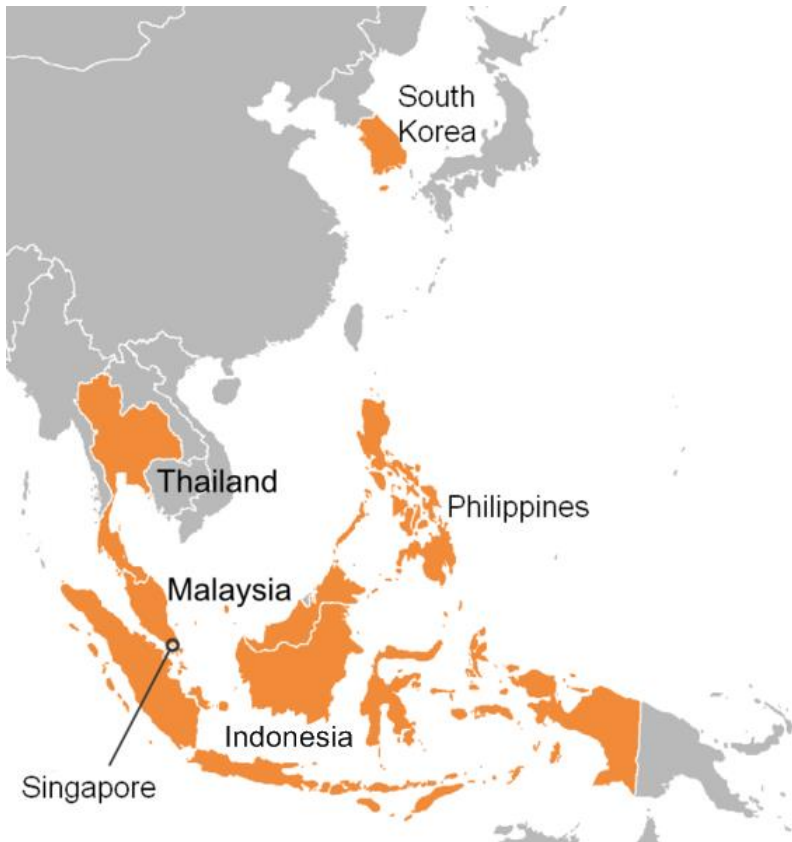 South
Korea
Thailand
Philippines
Malaysia
Indonesia
Singapore